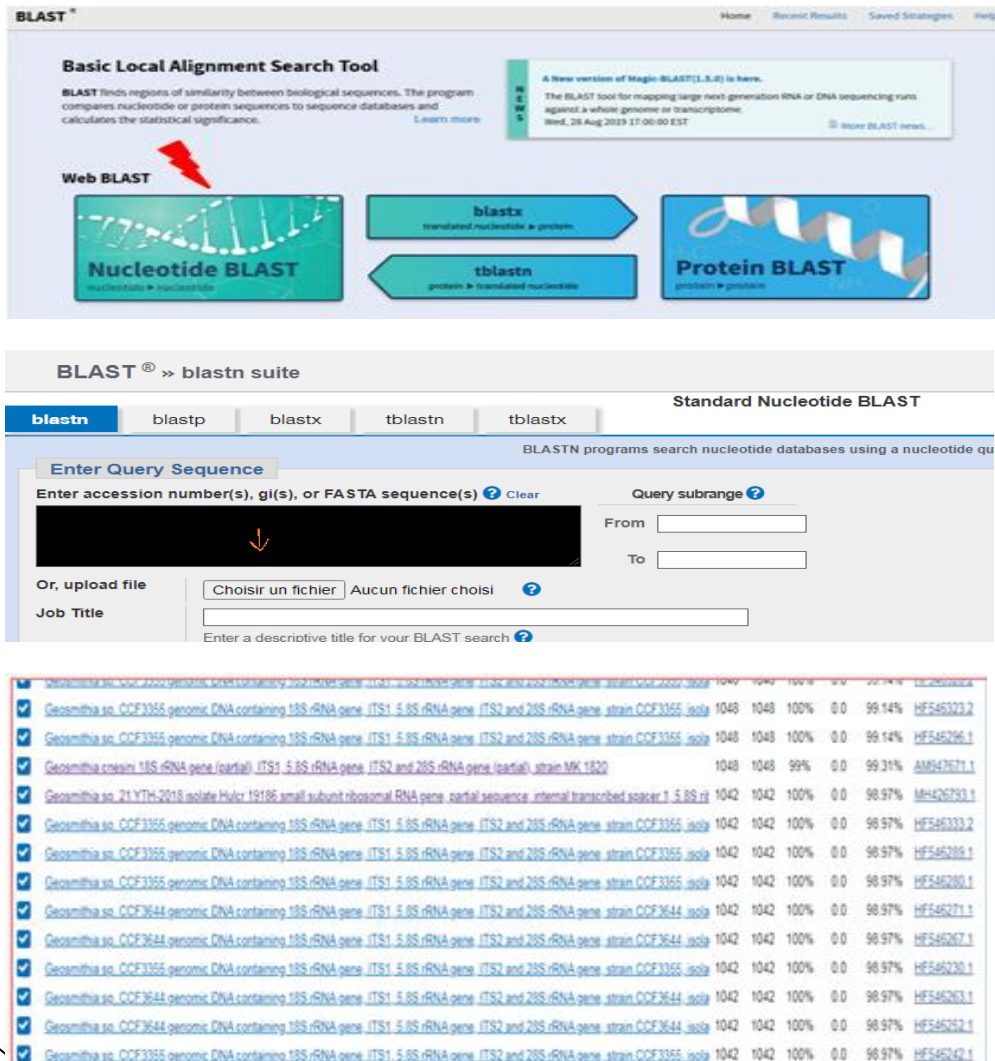 BLAST ®
Home Recent Results Saved Strategies Help
Basic Local Alignment Search Tool
BLAST finds regions of similarity between biological sequences. The program
compares nucleotide or protein sequences to sequence databases and
calculates the statistical significance. Learn more
NEWS
A New version of Magic-BLAST(1.5.0) is here.
The BLAST tool for mapping large next-generation RNA or DNA sequencing runs
against a whole genome or transcriptome.
Wed, 28 Aug 2019 17:00:00 EST
More BLAST news...
Web BLAST
Nucleotide BLAST
nucleotide ▸ nucleotide
blastx
translated nucleotide ▸ protein
tblastn
protein ▸ translated nucleotide
Protein BLAST
protein ▸ protein
BLAST ® » blastn suite
Standard Nucleotide BLAST
blastn blastp blastx tblastn tblastx
BLASTN programs search nucleotide databases using a nucleotide qu
Enter Query Sequence
Enter accession number(s), gi(s), or FASTA sequence(s) Clear
Query subrange
From
To
Or, upload file Choisir un fichier Aucun fichier choisi
Job Title
Enter a descriptive title for your BLAST search
Geosmithia sp. CCF3355 genomic DNA containing 18S rRNA gene, ITS1, 5.8S rRNA gene, ITS2 and 28S rRNA gene, strain CCF3355, isola 1048 1048 100% 0.0 99.14% HF546323.2
Geosmithia sp. CCF3355 genomic DNA containing 18S rRNA gene, ITS1, 5.8S rRNA gene, ITS2 and 28S rRNA gene, strain CCF3355, isola 1048 1048 100% 0.0 99.14% HF546296.1
Geosmithia cnesini 18S rRNA gene (partial), ITS1, 5.8S rRNA gene, ITS2 and 28S rRNA gene (partial), strain MK 1820 1048 1048 99% 0.0 99.31% AM947671.1
Geosmithia sp. 21 YTH-2018 isolate Hulcr 19186 small subunit ribosomal RNA gene, partial sequence; internal transcribed spacer 1, 5.8S ri 1042 1042 100% 0.0 98.97% MH426793.1
Geosmithia sp. CCF3355 genomic DNA containing 18S rRNA gene, ITS1, 5.8S rRNA gene, ITS2 and 28S rRNA gene, strain CCF3355, isola 1042 1042 100% 0.0 98.97% HF546333.2
Geosmithia sp. CCF3355 genomic DNA containing 18S rRNA gene, ITS1, 5.8S rRNA gene, ITS2 and 28S rRNA gene, strain CCF3355, isola 1042 1042 100% 0.0 98.97% HF546289.1
Geosmithia sp. CCF3355 genomic DNA containing 18S rRNA gene, ITS1, 5.8S rRNA gene, ITS2 and 28S rRNA gene, strain CCF3355, isola 1042 1042 100% 0.0 98.97% HF546280.1
Geosmithia sp. CCF3644 genomic DNA containing 18S rRNA gene, ITS1, 5.8S rRNA gene, ITS2 and 28S rRNA gene, strain CCF3644, isola 1042 1042 100% 0.0 98.97% HF546271.1
Geosmithia sp. CCF3644 genomic DNA containing 18S rRNA gene, ITS1, 5.8S rRNA gene, ITS2 and 28S rRNA gene, strain CCF3644, isola 1042 1042 100% 0.0 98.97% HF546267.1
Geosmithia sp. CCF3355 genomic DNA containing 18S rRNA gene, ITS1, 5.8S rRNA gene, ITS2 and 28S rRNA gene, strain CCF3355, isola 1042 1042 100% 0.0 98.97% HF546230.1
Geosmithia sp. CCF3644 genomic DNA containing 18S rRNA gene, ITS1, 5.8S rRNA gene, ITS2 and 28S rRNA gene, strain CCF3644, isola 1042 1042 100% 0.0 98.97% HF546263.1
Geosmithia sp. CCF3644 genomic DNA containing 18S rRNA gene, ITS1, 5.8S rRNA gene, ITS2 and 28S rRNA gene, strain CCF3644, isola 1042 1042 100% 0.0 98.97% HF546252.1
Geosmithia sp. CCF3355 genomic DNA containing 18S rRNA gene, ITS1, 5.8S rRNA gene, ITS2 and 28S rRNA gene, strain CCF3355, isola 1042 1042 100% 0.0 98.97% HF546242.1